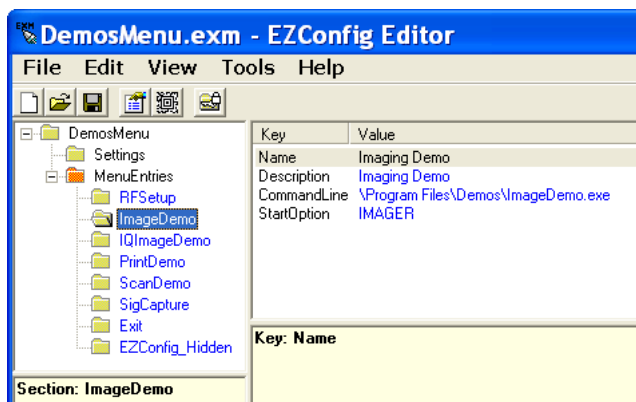 DemosMenu.exm - EZConfig Editor
File Edit View Tools Help
DemosMenu
Settings
MenuEntries
RFSetup
ImageDemo
IQImageDemo
PrintDemo
ScanDemo
SigCapture
Exit
EZConfig_Hidden
Section: ImageDemo
Key Value
Name Imaging Demo
Description Imaging Demo
CommandLine \Program Files\Demos\ImageDemo.exe
StartOption IMAGER
Key: Name